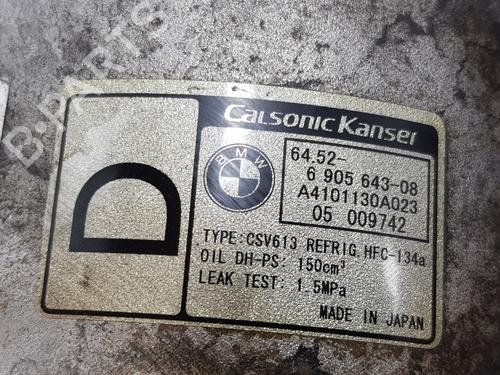 B-PARTS
CALSONIC KANSEI
BMW
D
64.52-
6 905 643-08
A4101130A023
05 009742
TYPE:CSV613 REFRIG.HFC-134a
OIL DH-PS: 150cm³
LEAK TEST: 1.5MPa
MADE IN JAPAN